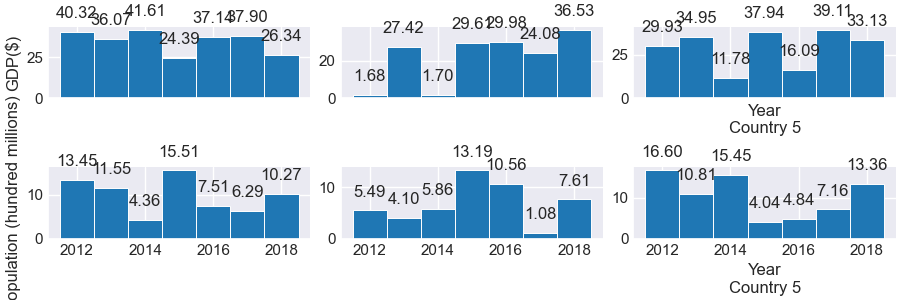 40.32 36.07 41.61 24.39 37.14 37.90 26.34
1.68 27.42 1.70 29.61 29.98 24.08 36.53
29.93 34.95 11.78 37.94 16.09 39.11 33.13
GDP($)
25
0
20
0
25
0
Year
Country 5
13.45 11.55 4.36 15.51 7.51 6.29 10.27
5.49 4.10 5.86 13.19 10.56 1.08 7.61
16.60 10.81 15.45 4.04 4.84 7.16 13.36
opulation (hundred millions)
10
0
10
0
10
0
2012 2014 2016 2018
2012 2014 2016 2018
2012 2014 2016 2018
Year
Country 5